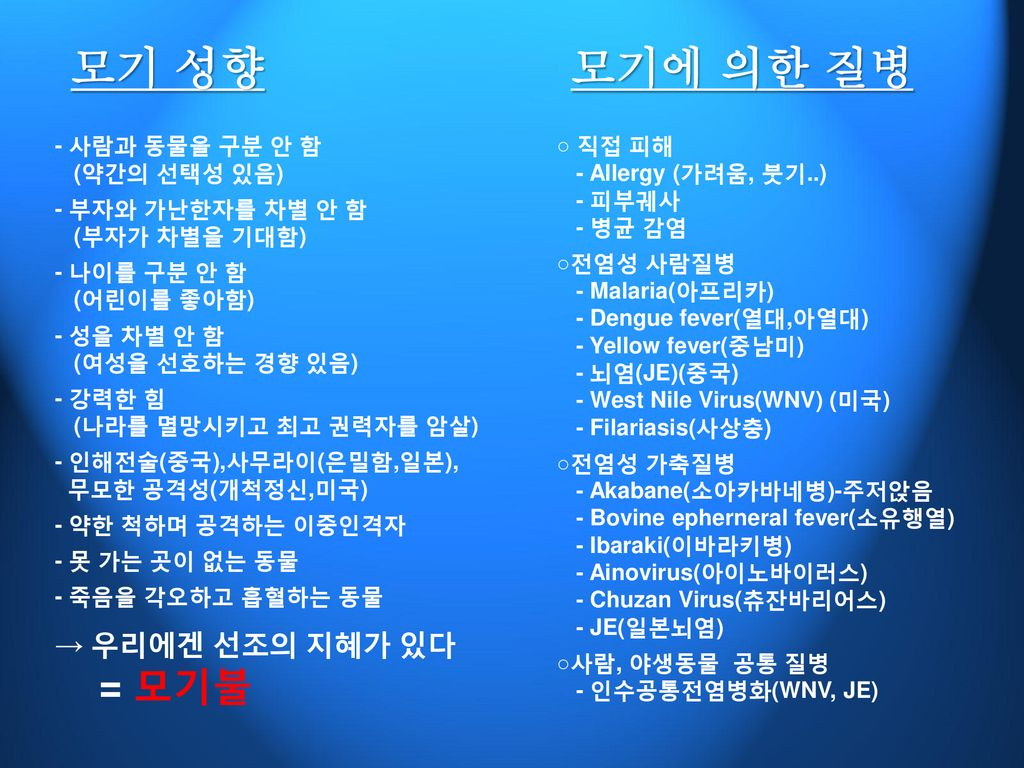 모기 성향
- 사람과 동물을 구분 안 함
(약간의 선택성 있음)
- 부자와 가난한자를 차별 안 함
(부자가 차별을 기대함)
- 나이를 구분 안 함
(어린이를 좋아함)
- 성을 차별 안 함
(여성을 선호하는 경향 있음)
- 강력한 힘
(나라를 멸망시키고 최고 권력자를 암살)
- 인해전술(중국),사무라이(은밀함,일본),
무모한 공격성(개척정신,미국)
- 약한 척하며 공격하는 이중인격자
- 못 가는 곳이 없는 동물
- 죽음을 각오하고 흡혈하는 동물
→ 우리에겐 선조의 지혜가 있다
= 모기불
모기에 의한 질병
○ 직접 피해
- Allergy (가려움, 붓기..)
- 피부궤사
- 병균 감염
○전염성 사람질병
- Malaria(아프리카)
- Dengue fever(열대,아열대)
- Yellow fever(중남미)
- 뇌염(JE)(중국)
- West Nile Virus(WNV) (미국)
- Filariasis(사상충)
○전염성 가축질병
- Akabane(소아카바네병)-주저앉음
- Bovine epherneral fever(소유행열)
- Ibaraki(이바라키병)
- Ainovirus(아이노바이러스)
- Chuzan Virus(츄잔바리어스)
- JE(일본뇌염)
○사람, 야생동물 공통 질병
- 인수공통전염병화(WNV, JE)